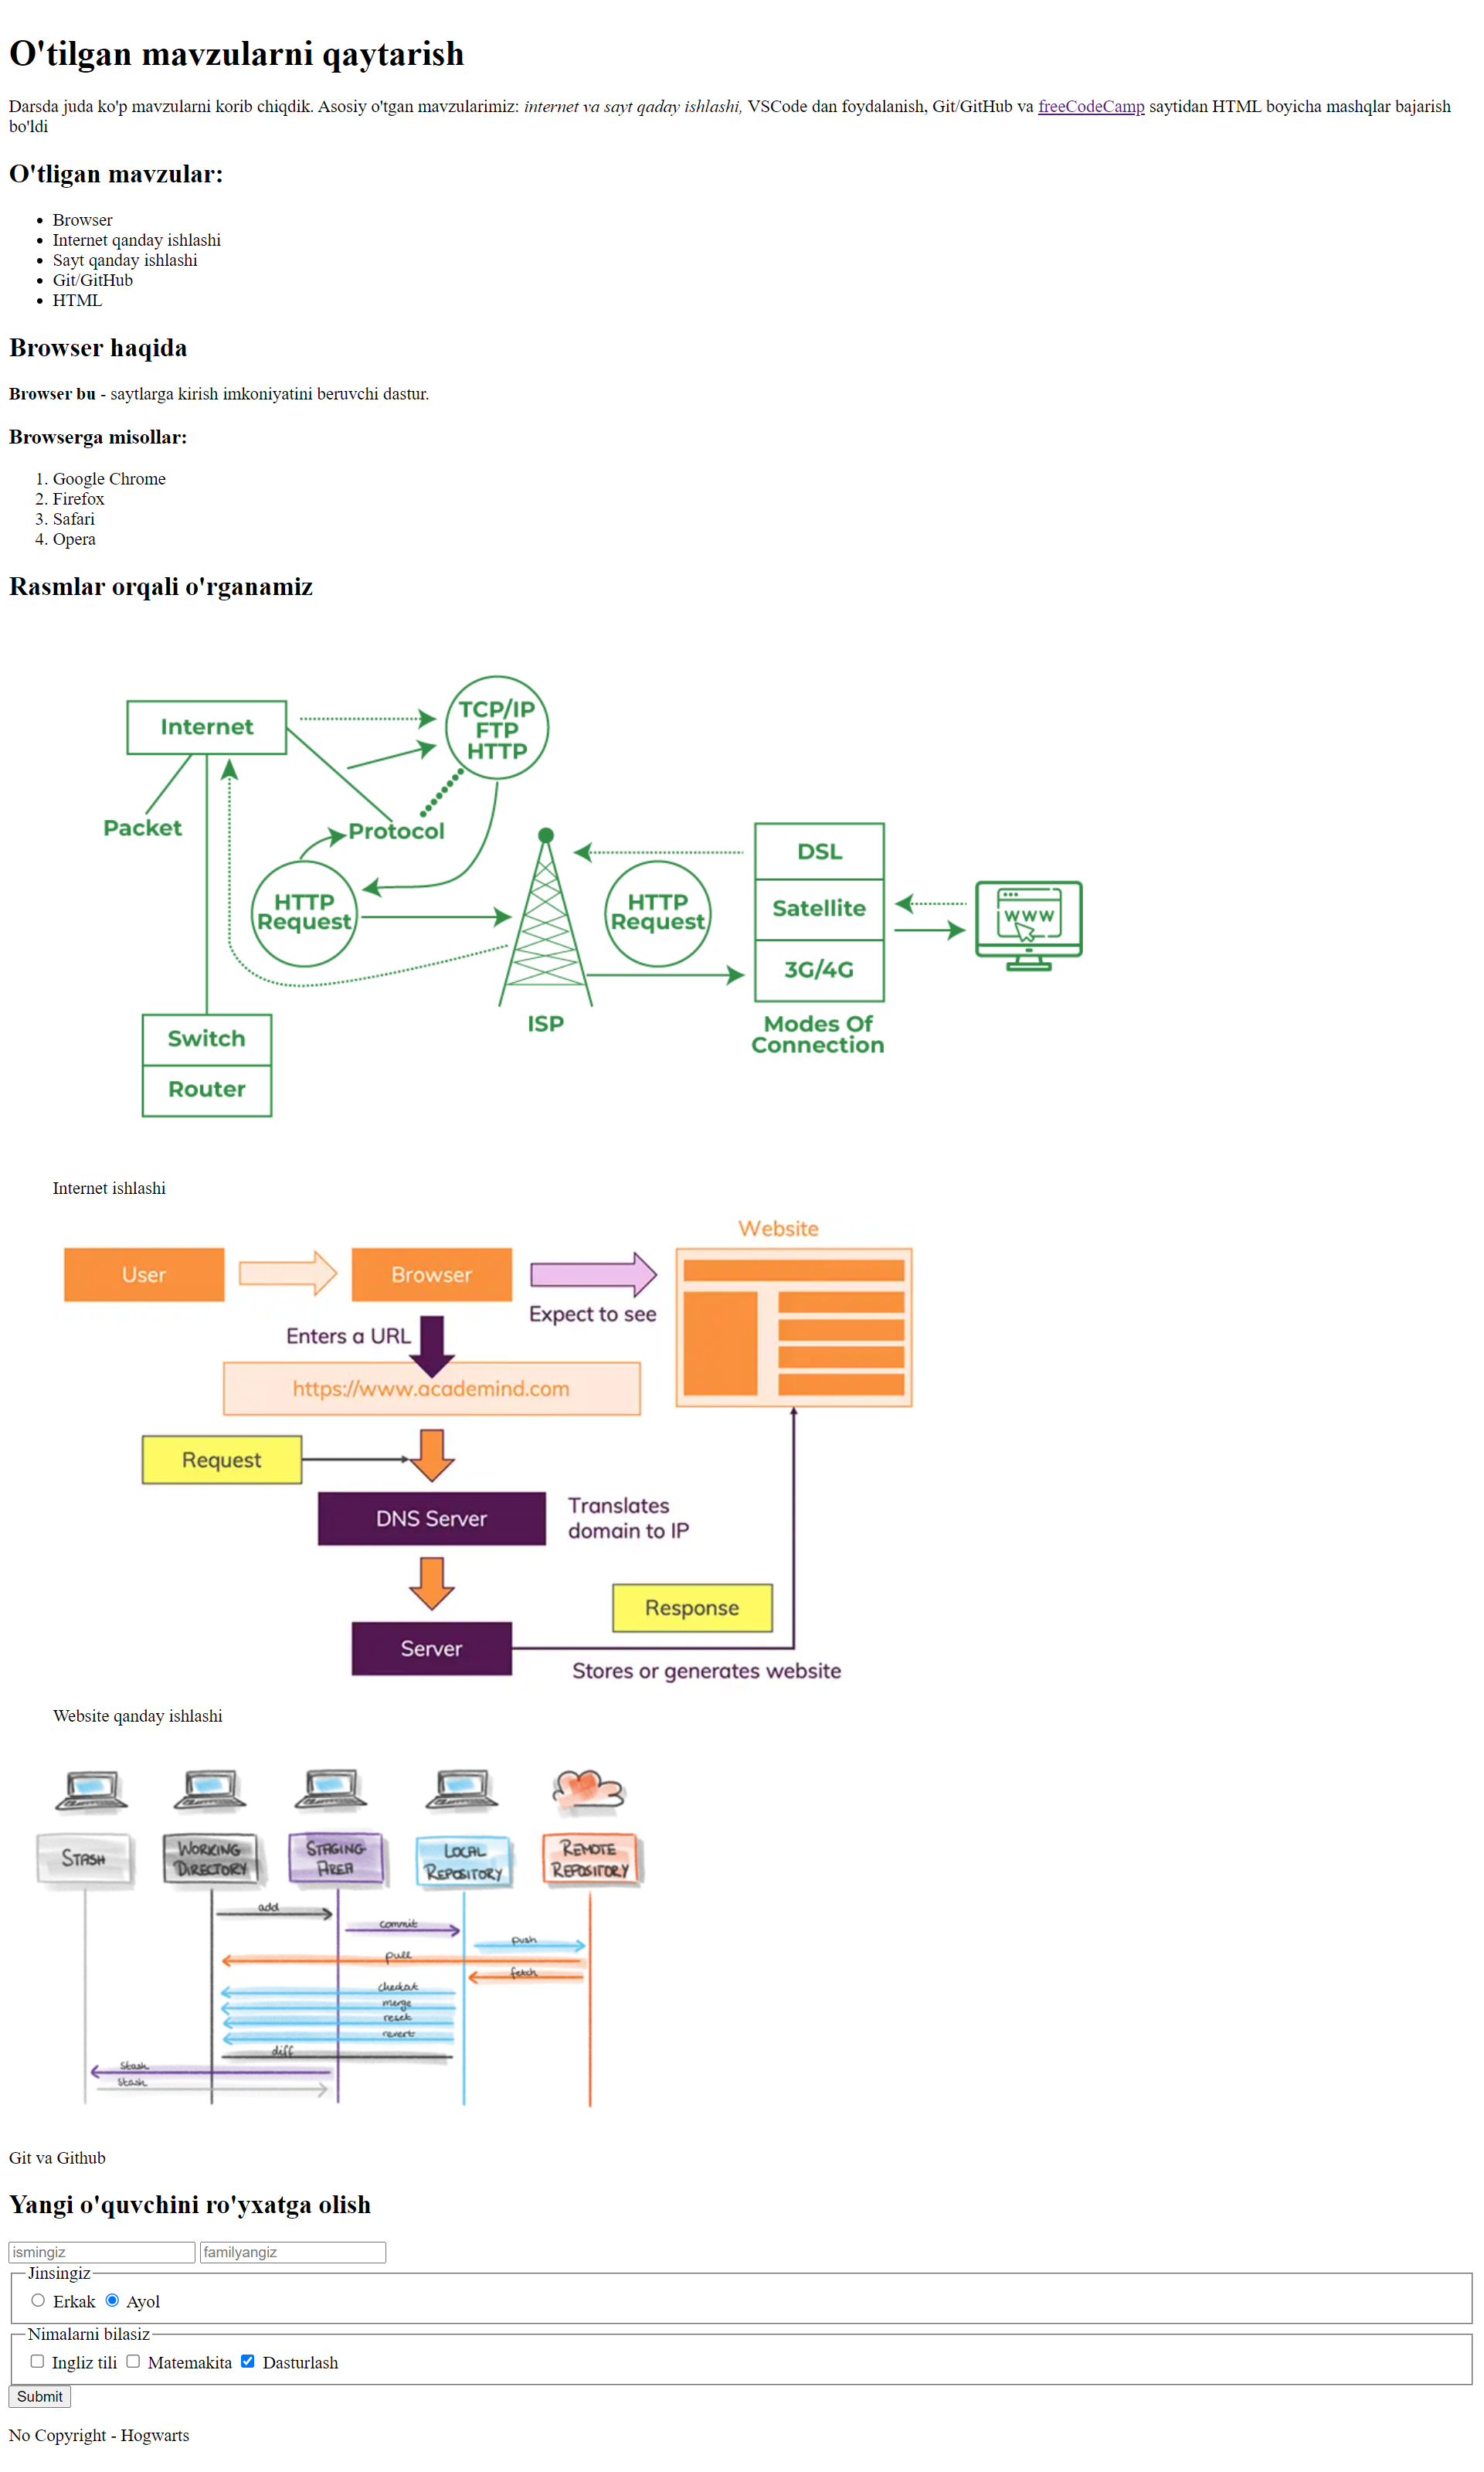 O'tilgan mavzularni qaytarish
Darsda juda ko'p mavzularni korib chiqdik. Asosiy o'tgan mavzularimiz: internet va sayt qaday ishlashi, VSCode dan foydalanish, Git/GitHub va freeCodeCamp saytidan HTML boyicha mashqlar bajarish
bo'ldi
O'tligan mavzular:
• Browser
• Internet qanday ishlashi
• Sayt qanday ishlashi
• Git/GitHub
• HTML
Browser haqida
Browser bu - saytlarga kirish imkoniyatini beruvchi dastur.
Browserga misollar:
1. Google Chrome
2. Firefox
3. Safari
4. Opera
Rasmlar orqali o'rganamiz
Internet
TCP/IP
FTP
HTTP
Packet
Protocol
HTTP
Request
ISP
HTTP
Request
DSL
Satellite
3G/4G
Modes Of
Connection
WWW
Switch
Router
Internet ishlashi
Website
User
Browser
Expect to see
Enters a URL
https://www.academind.com
Request
DNS Server
Translates
domain to IP
Response
Server
Stores or generates website
Website qanday ishlashi
STASH
WORKING
DIRECTORY
STAGING
AREA
LOCAL
REPOSITORY
REMOTE
REPOSITORY
add
commit
push
pull
fetch
checkout
merge
reset
revert
diff
stash
stash
Git va Github
Yangi o'quvchini ro'yxatga olish
ismingiz familyangiz
Jinsingiz
Erkak Ayol
Nimalarni bilasiz
Ingliz tili Matemakita Dasturlash
Submit
No Copyright - Hogwarts